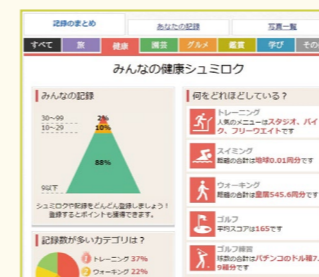 記録のまとめ
あなたの記録
写真一覧
すべて
旅
健康
園芸
グルメ
鑑賞
学び
その
みんなの健康シュミロク
みんなの記録
30~99 2%
10~29 10%
88%
9以下
シュミロクや記録をどんどん登録しましょう!
登録するとポイントも獲得できます。
記録数が多いカテゴリは?
1 トレーニング 37%
2 ウォーキング 22%
何をどれほどしている?
トレーニング
人気のメニューはスタジオ、バイ
ク、フリーウエイトです
スイミング
距離の合計は地球0.01周分です
ウォーキング
距離の合計は皇居545.6周分です
ゴルフ
平均スコアは165です
ゴルフ練習
球数の合計はパチンコのドル箱7.
9箱分です